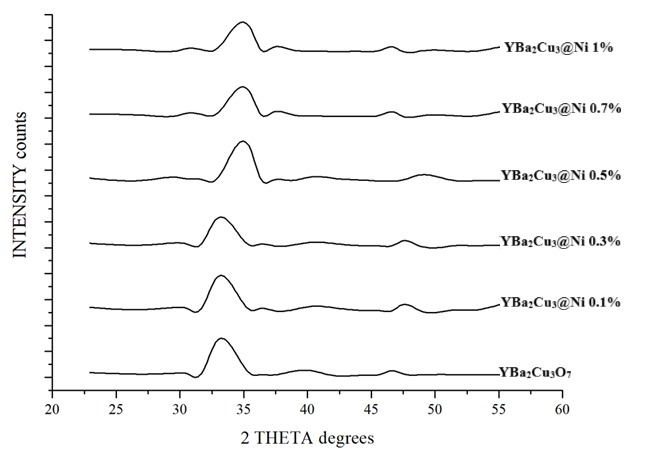 YBa₂Cu₃@Ni 1%
YBa₂Cu₃@Ni 0.7%
YBa₂Cu₃@Ni 0.5%
YBa₂Cu₃@Ni 0.3%
YBa₂Cu₃@Ni 0.1%
YBa₂Cu₃O₇
INTENSITY counts
20 25 30 35 40 45 50 55 60
2 THETA degrees